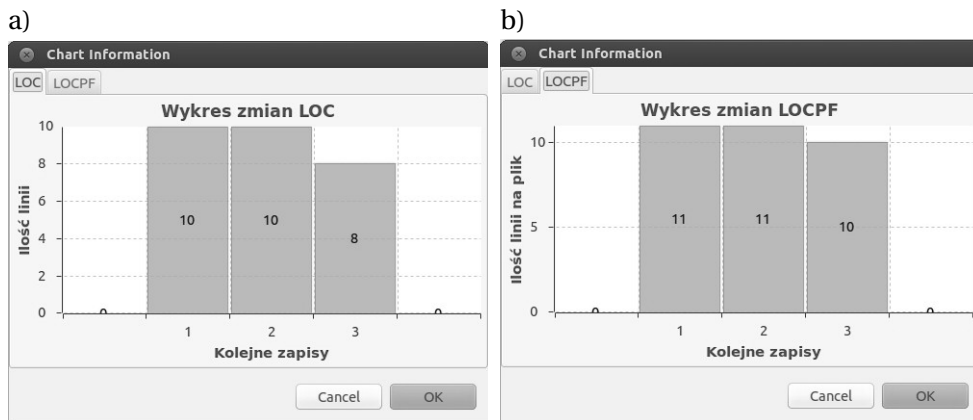 a)
Chart Information
LOC LOCPF
Wykres zmian LOC
Ilość linii
10
8
6
4
2
0
0 10 10 8 0
1 2 3
Kolejne zapisy
Cancel OK
b)
Chart Information
LOC LOCPF
Wykres zmian LOCPF
Ilość linii na plik
10
5
0
0 11 11 10 0
1 2 3
Kolejne zapisy
Cancel OK